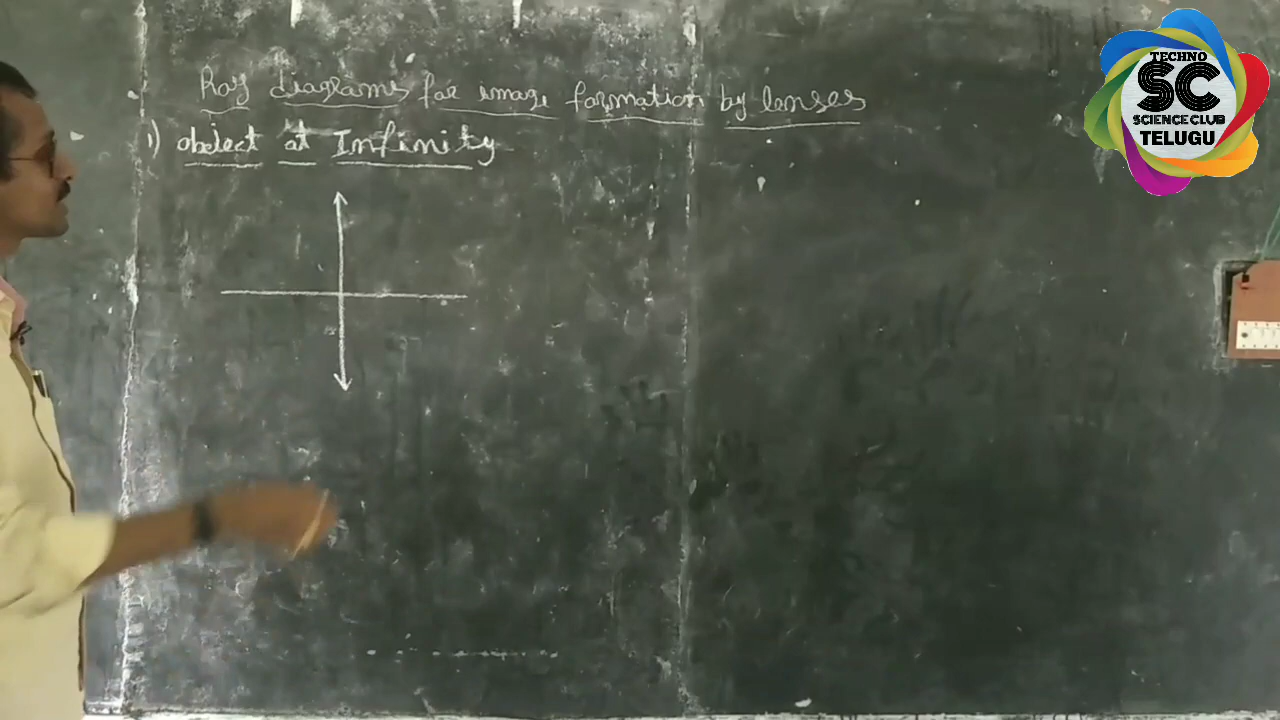 Ray diagrams for image formation by lenses
1) object at Infinity
TECHNO
SC
SCIENCE CLUB
TELUGU